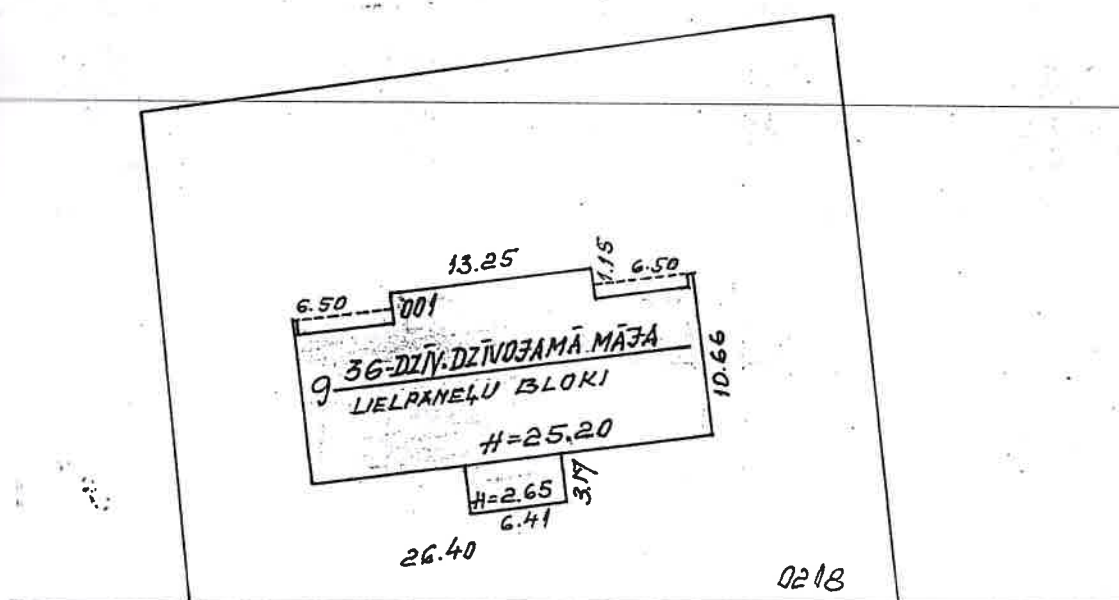 13.25
1.15
6.50
6.50
001
9 36-DZĪV.DZĪVOJAMĀ MĀJA
LIELPANEĻU BLOKI
10.66
H=25.20
H=2.65
3.17
6.41
26.40
0218